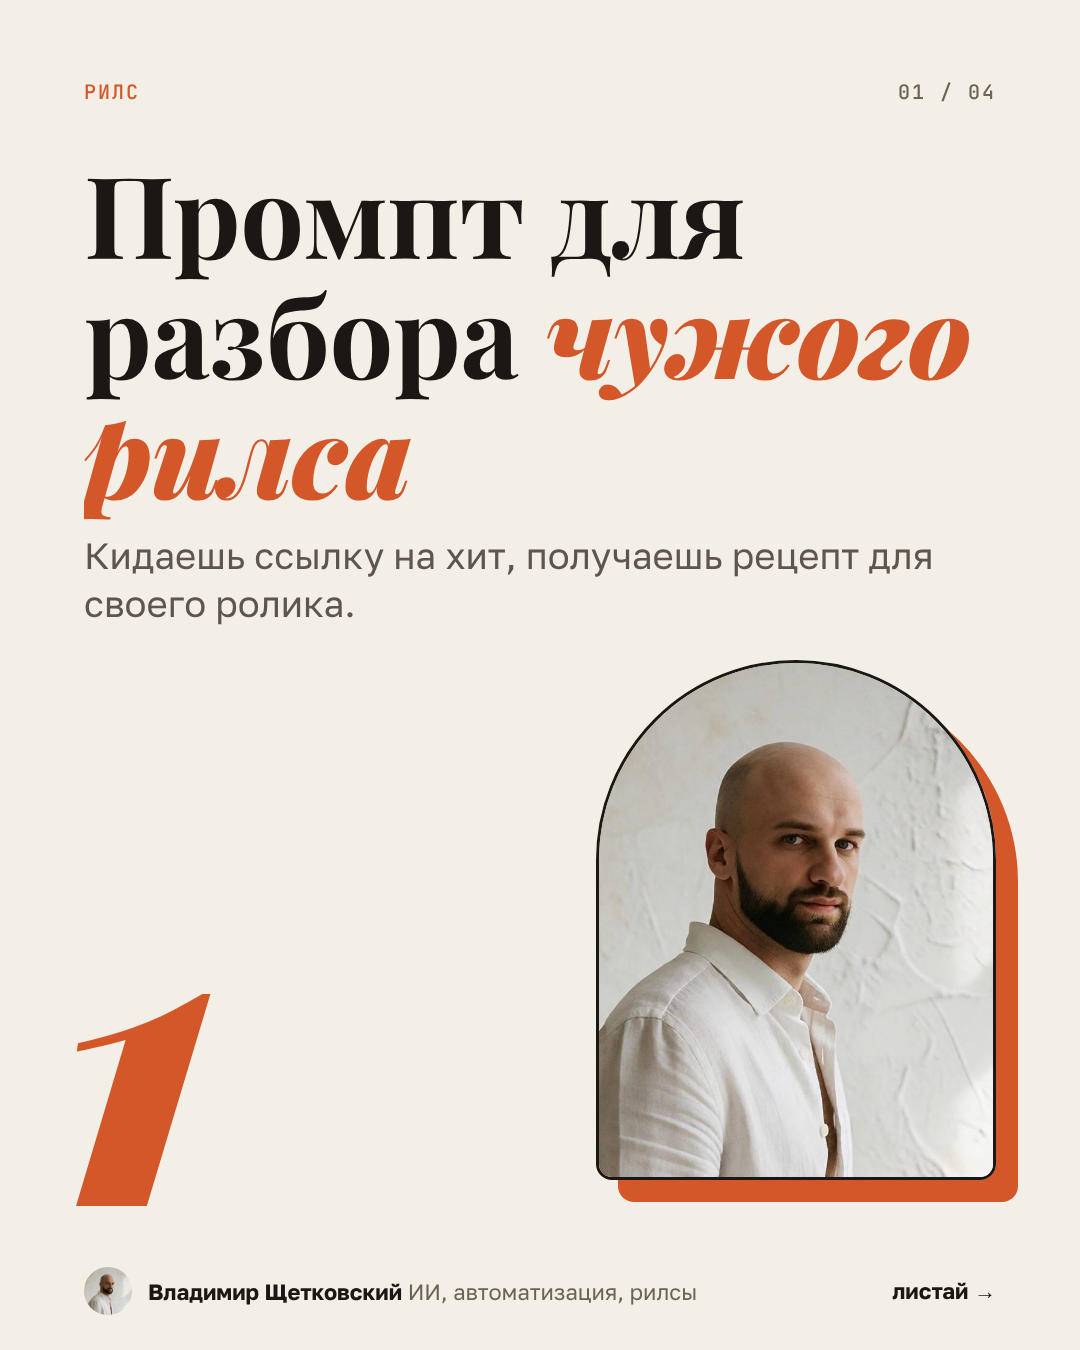 РИЛС
01 / 04
Промпт для
разбора чужого
рилса
Кидаешь ссылку на хит, получаешь рецепт для
своего ролика.
1
Владимир Щетковский ИИ, автоматизация, рилсы
листай →